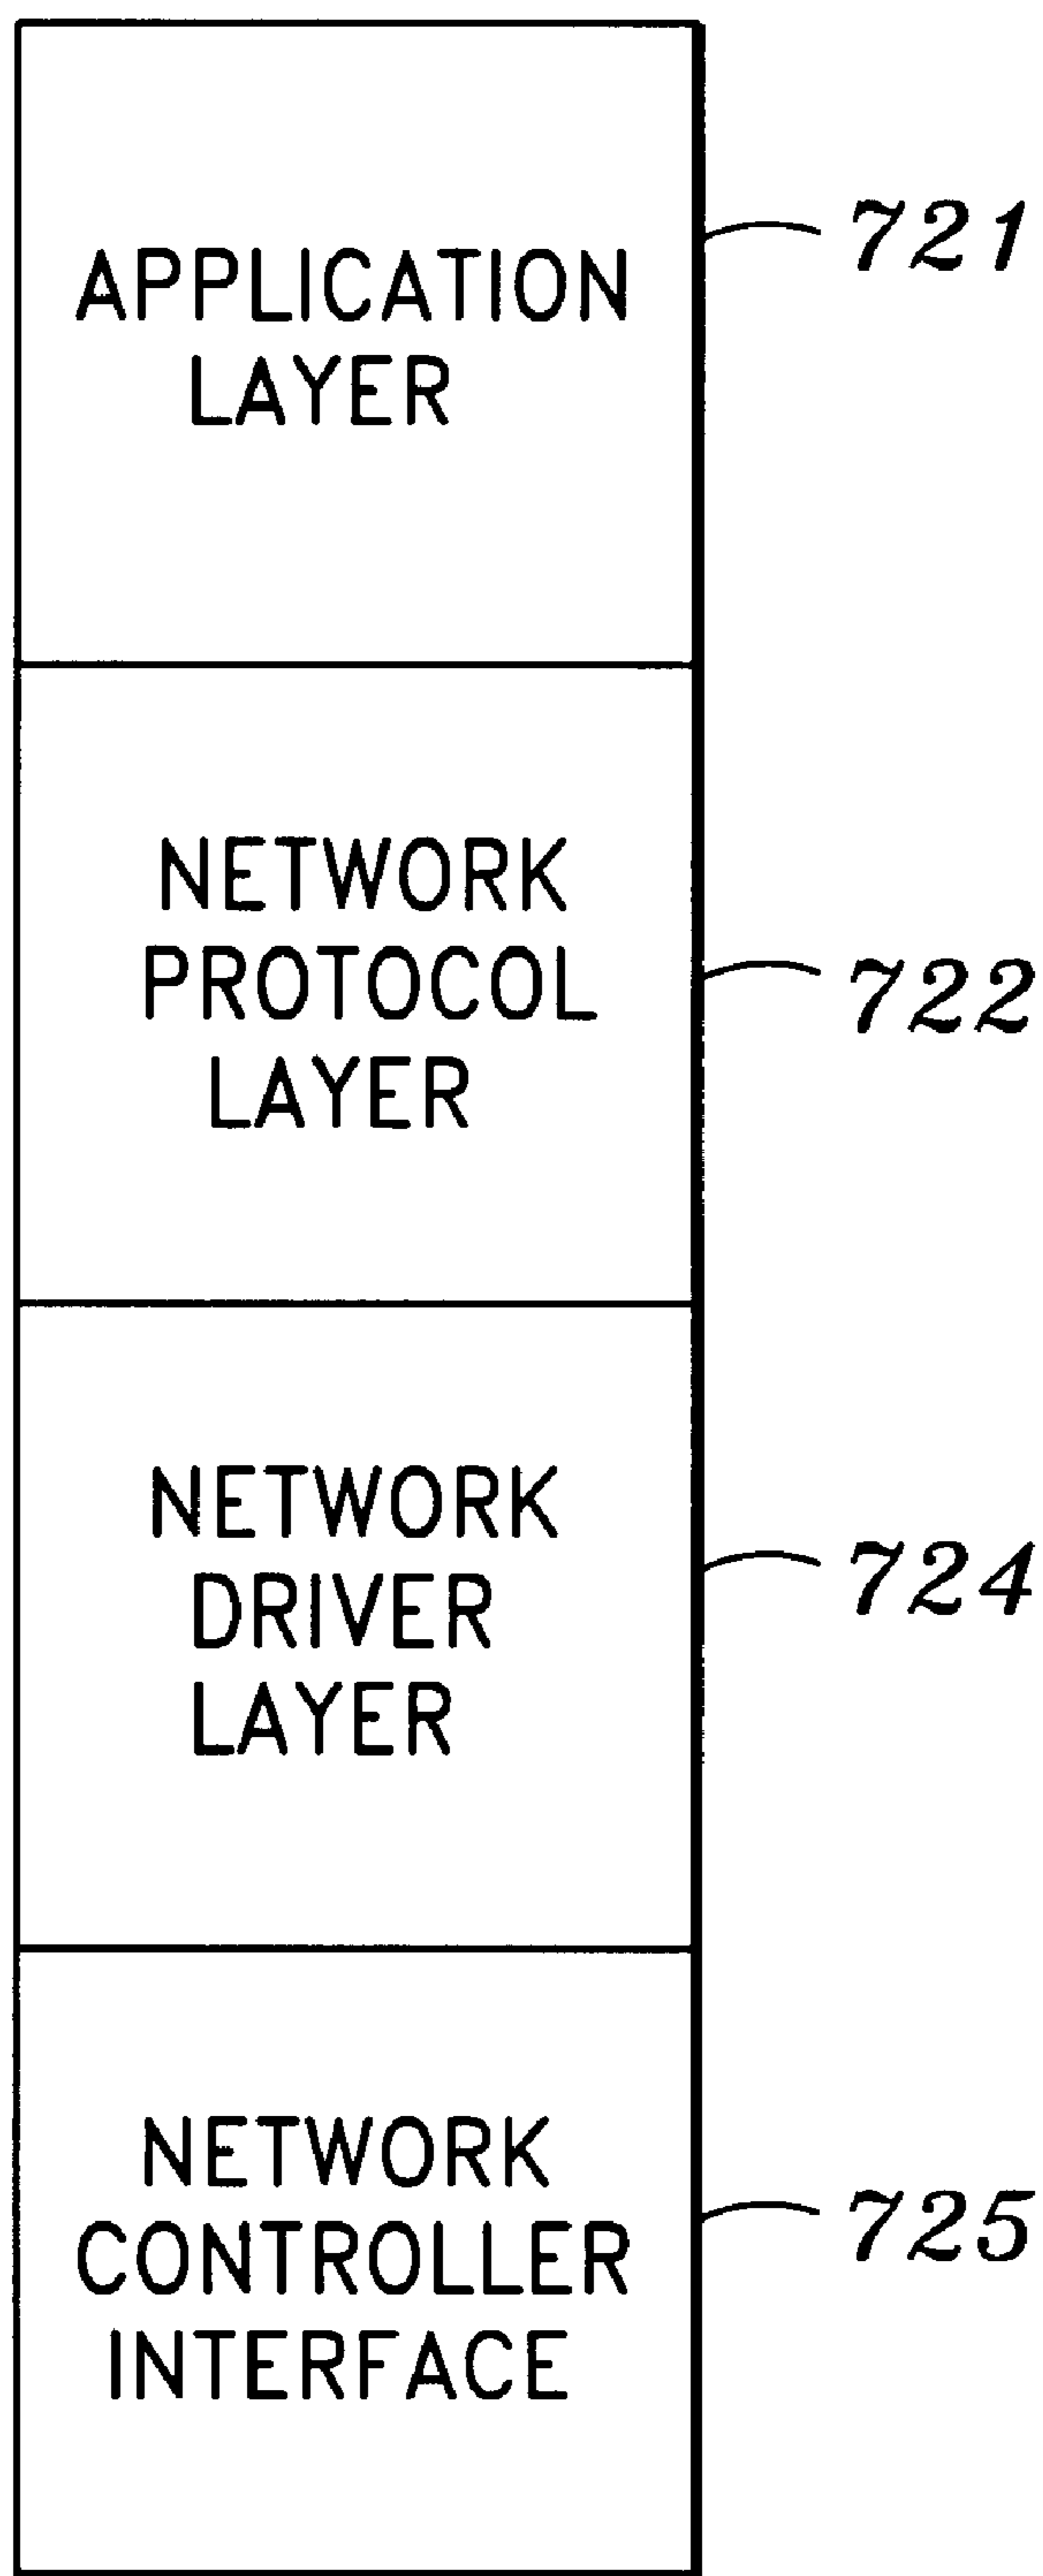 APPLICATION
LAYER
721
NETWORK
PROTOCOL
LAYER
722
NETWORK
DRIVER
LAYER
724
NETWORK
CONTROLLER
INTERFACE
725